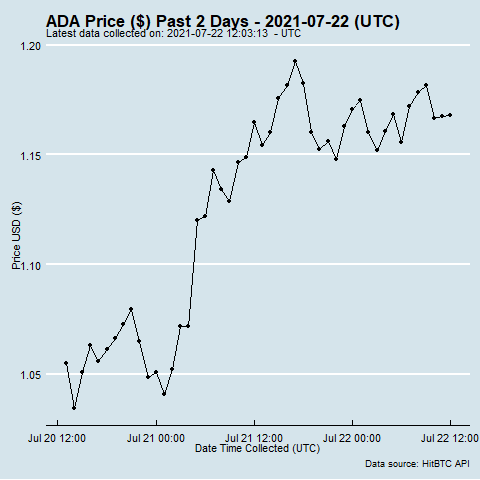 ADA Price ($) Past 2 Days - 2021-07-22 (UTC)
Latest data collected on: 2021-07-22 12:03:13 - UTC
1.20
1.15
1.10
1.05
Price USD ($)
Jul 20 12:00 Jul 21 00:00 Jul 21 12:00 Jul 22 00:00 Jul 22 12:00
Date Time Collected (UTC)
Data source: HitBTC API